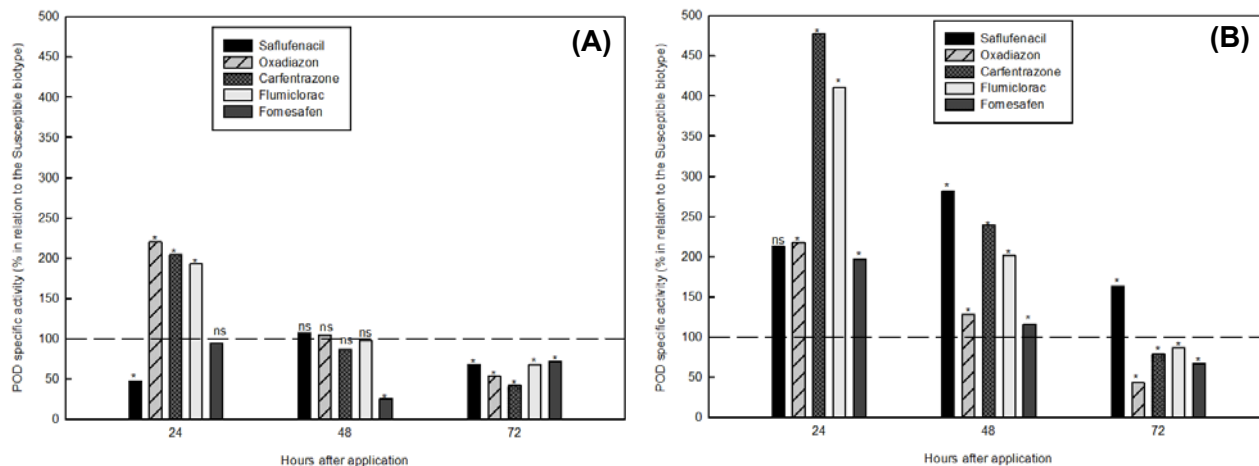 POD specific activity (% in relation to the Susceptible biotype)
500
450
400
350
300
250
200
150
100
50
0
Saflufenacil
Oxadiazon
Carfentrazone
Flumiclorac
Fomesafen
(A)
* * * * ns
ns ns ns ns *
* * * * *
24 48 72
Hours after application
POD specific activity (% in relation to the Susceptible biotype)
500
450
400
350
300
250
200
150
100
50
0
Saflufenacil
Oxadiazon
Carfentrazone
Flumiclorac
Fomesafen
(B)
ns * * * *
* * * * *
* * * * *
24 48 72
Hours after application